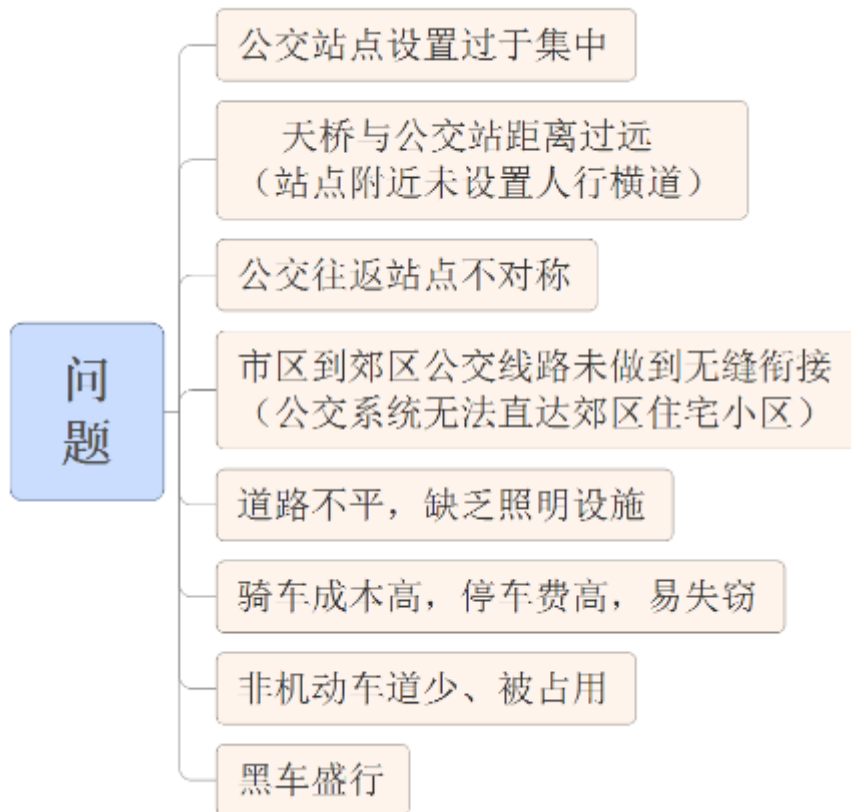 公交站点设置过于集中
天桥与公交站距离过远
（站点附近未设置人行横道）
公交往返站点不对称
问
题
市区到郊区公交线路未做到无缝衔接
（公交系统无法直达郊区住宅小区）
道路不平，缺乏照明设施
骑车成木高，停车费高，易失窃
非机动车道少、被占用
黑车盛行